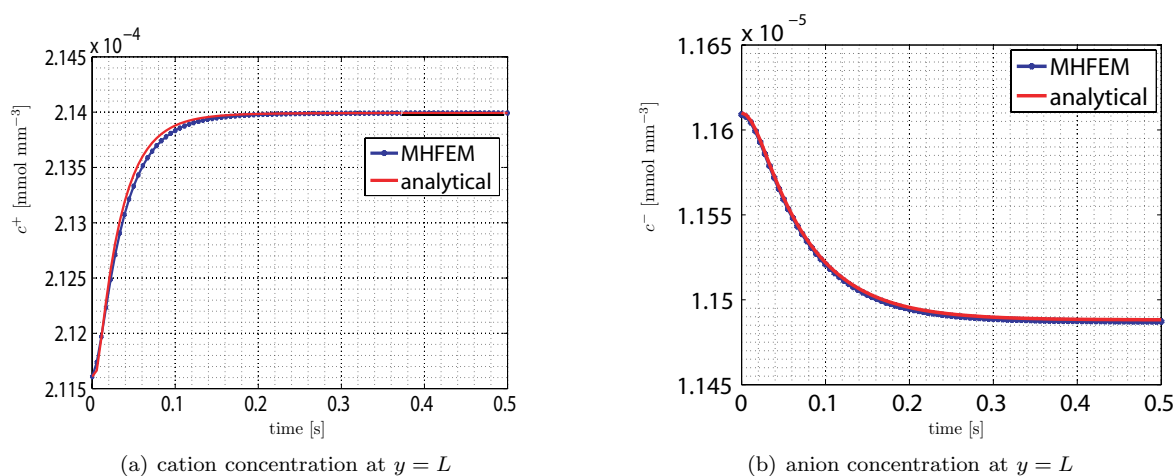 x 10⁻⁴
2.145
2.14
2.135
2.13
2.125
2.12
2.115
0
0.1
0.2
0.3
0.4
0.5
c⁺ [mmol mm⁻³]
time [s]
MHFEM
analytical
(a) cation concentration at y = L
x 10⁻⁵
1.165
1.16
1.155
1.15
1.145
0
0.1
0.2
0.3
0.4
0.5
c⁻ [mmol mm⁻³]
time [s]
MHFEM
analytical
(b) anion concentration at y = L